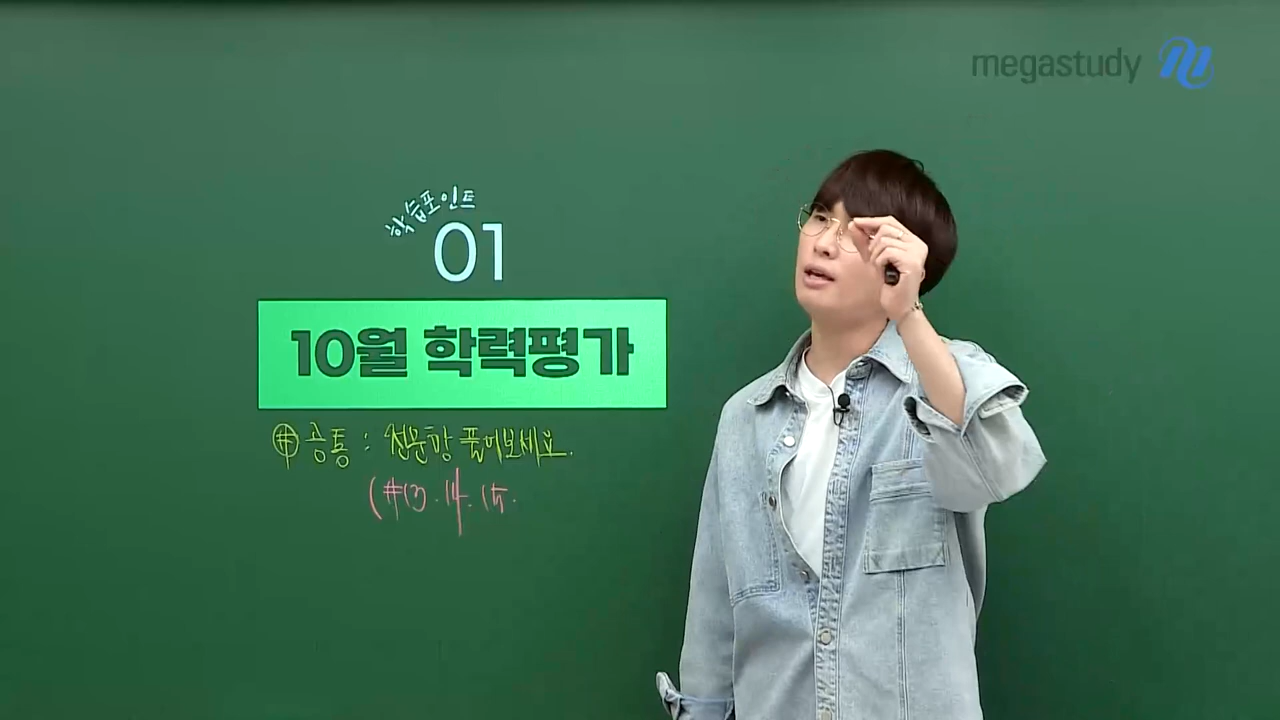 megastudy
학습포인트
01
10월 학력평가
# 공통 : 전문항 풀어보세요.
(#13. 14. 15.